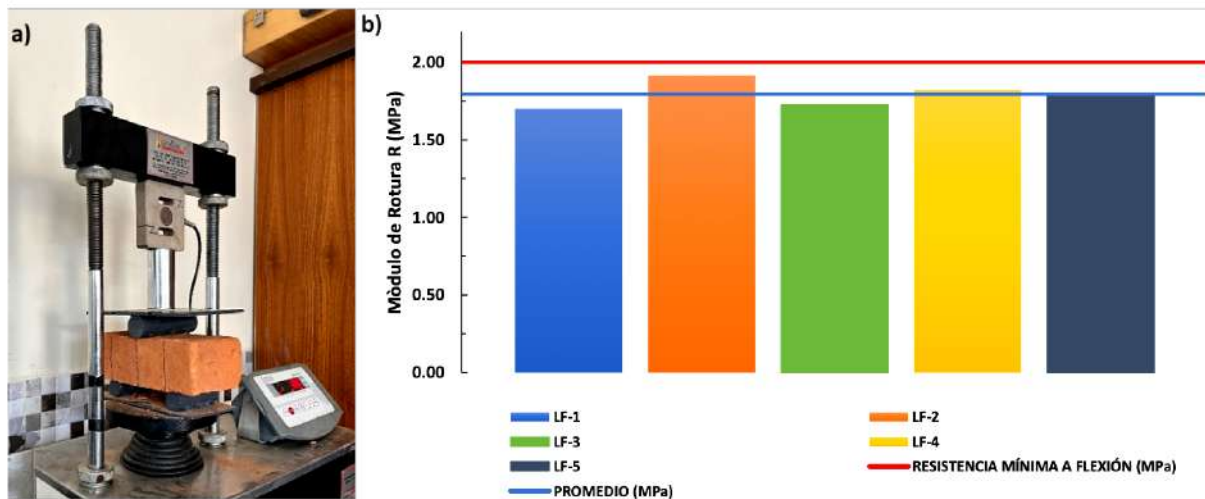 a)
b)
Mòdulo de Rotura R (MPa)
2.00
1.50
1.00
0.50
0.00
LF-1
LF-2
LF-3
LF-4
LF-5
RESISTENCIA MÍNIMA A FLEXIÓN (MPa)
PROMEDIO (MPa)